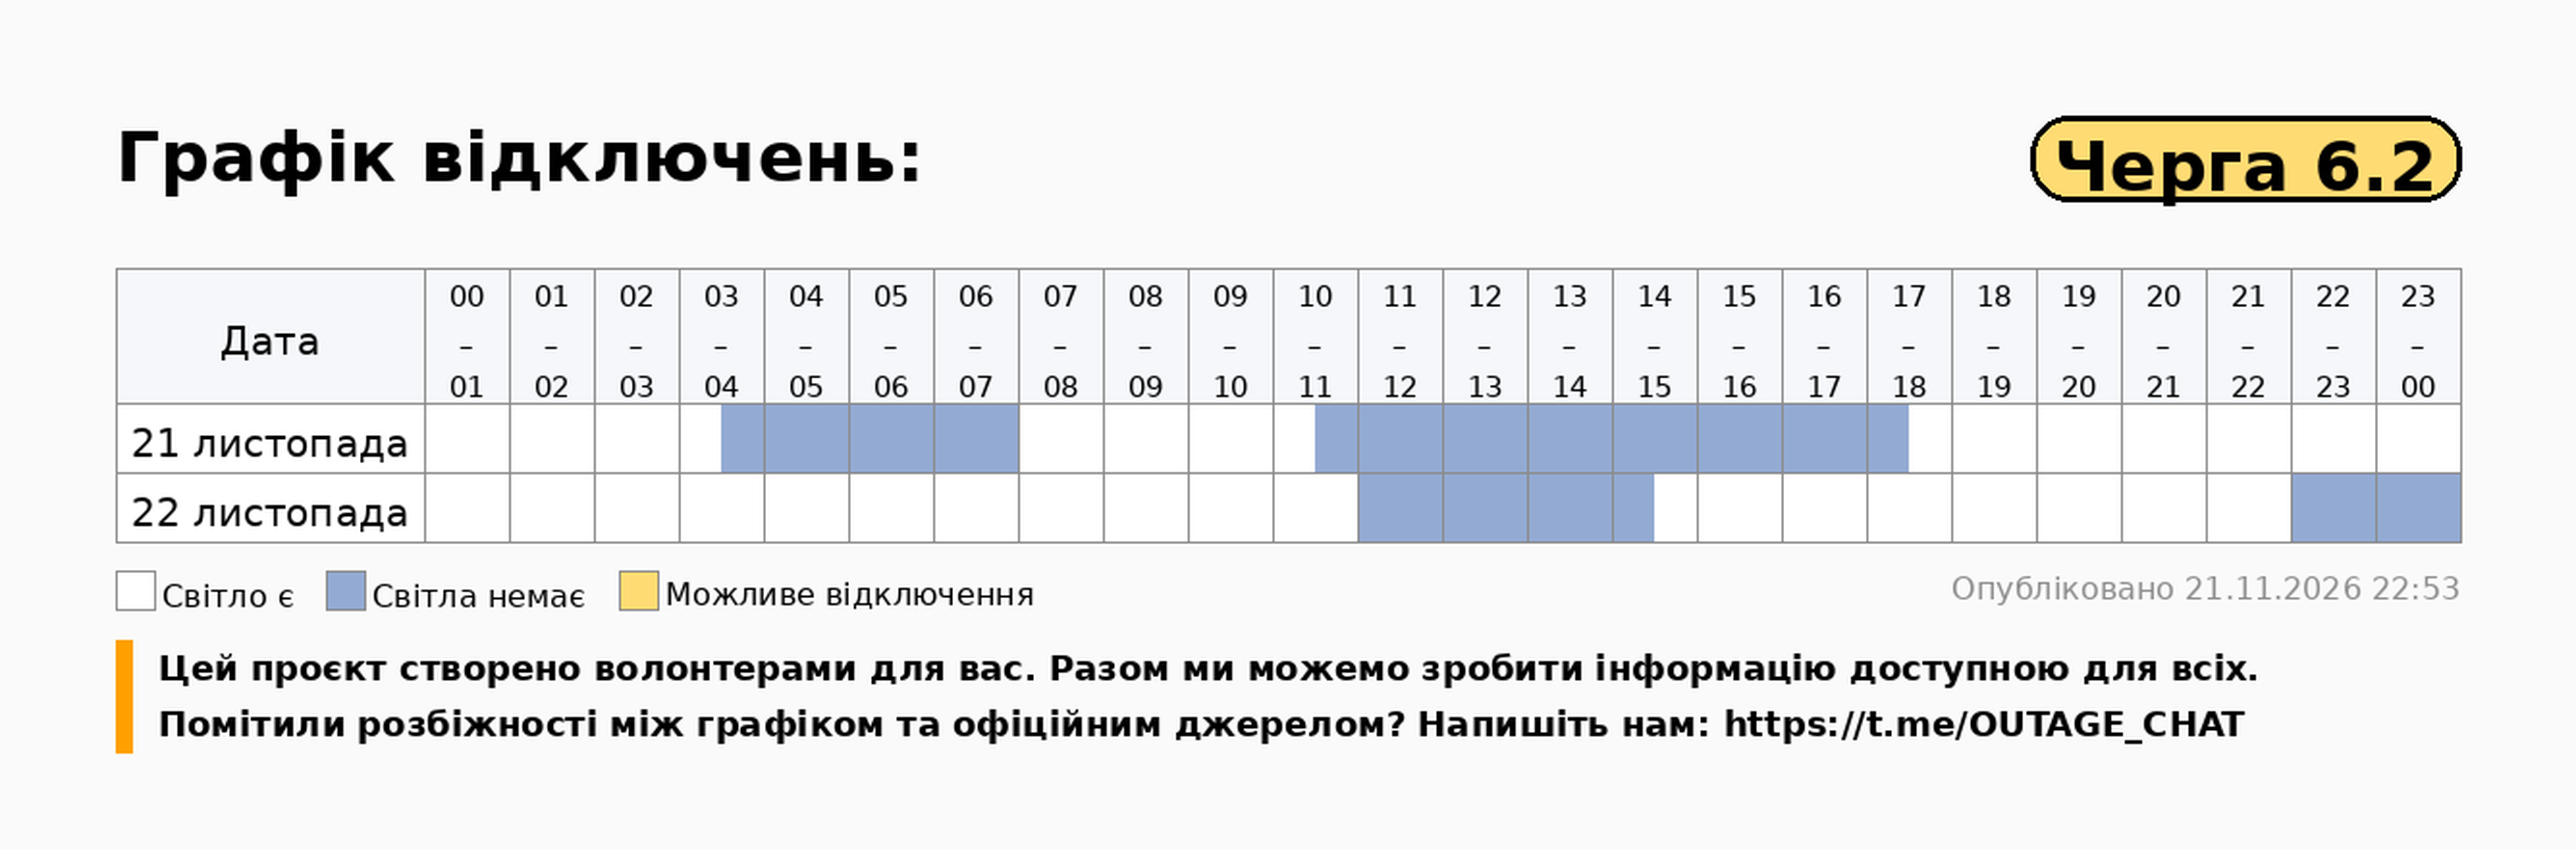 Графік відключень:
Черга 6.2
Дата
00 – 01
01 – 02
02 – 03
03 – 04
04 – 05
05 – 06
06 – 07
07 – 08
08 – 09
09 – 10
10 – 11
11 – 12
12 – 13
13 – 14
14 – 15
15 – 16
16 – 17
17 – 18
18 – 19
19 – 20
20 – 21
21 – 22
22 – 23
23 – 00
21 листопада
22 листопада
Світло є
Світла немає
Можливе відключення
Опубліковано 21.11.2026 22:53
Цей проєкт створено волонтерами для вас. Разом ми можемо зробити інформацію доступною для всіх.
Помітили розбіжності між графіком та офіційним джерелом? Напишіть нам: https://t.me/OUTAGE_CHAT